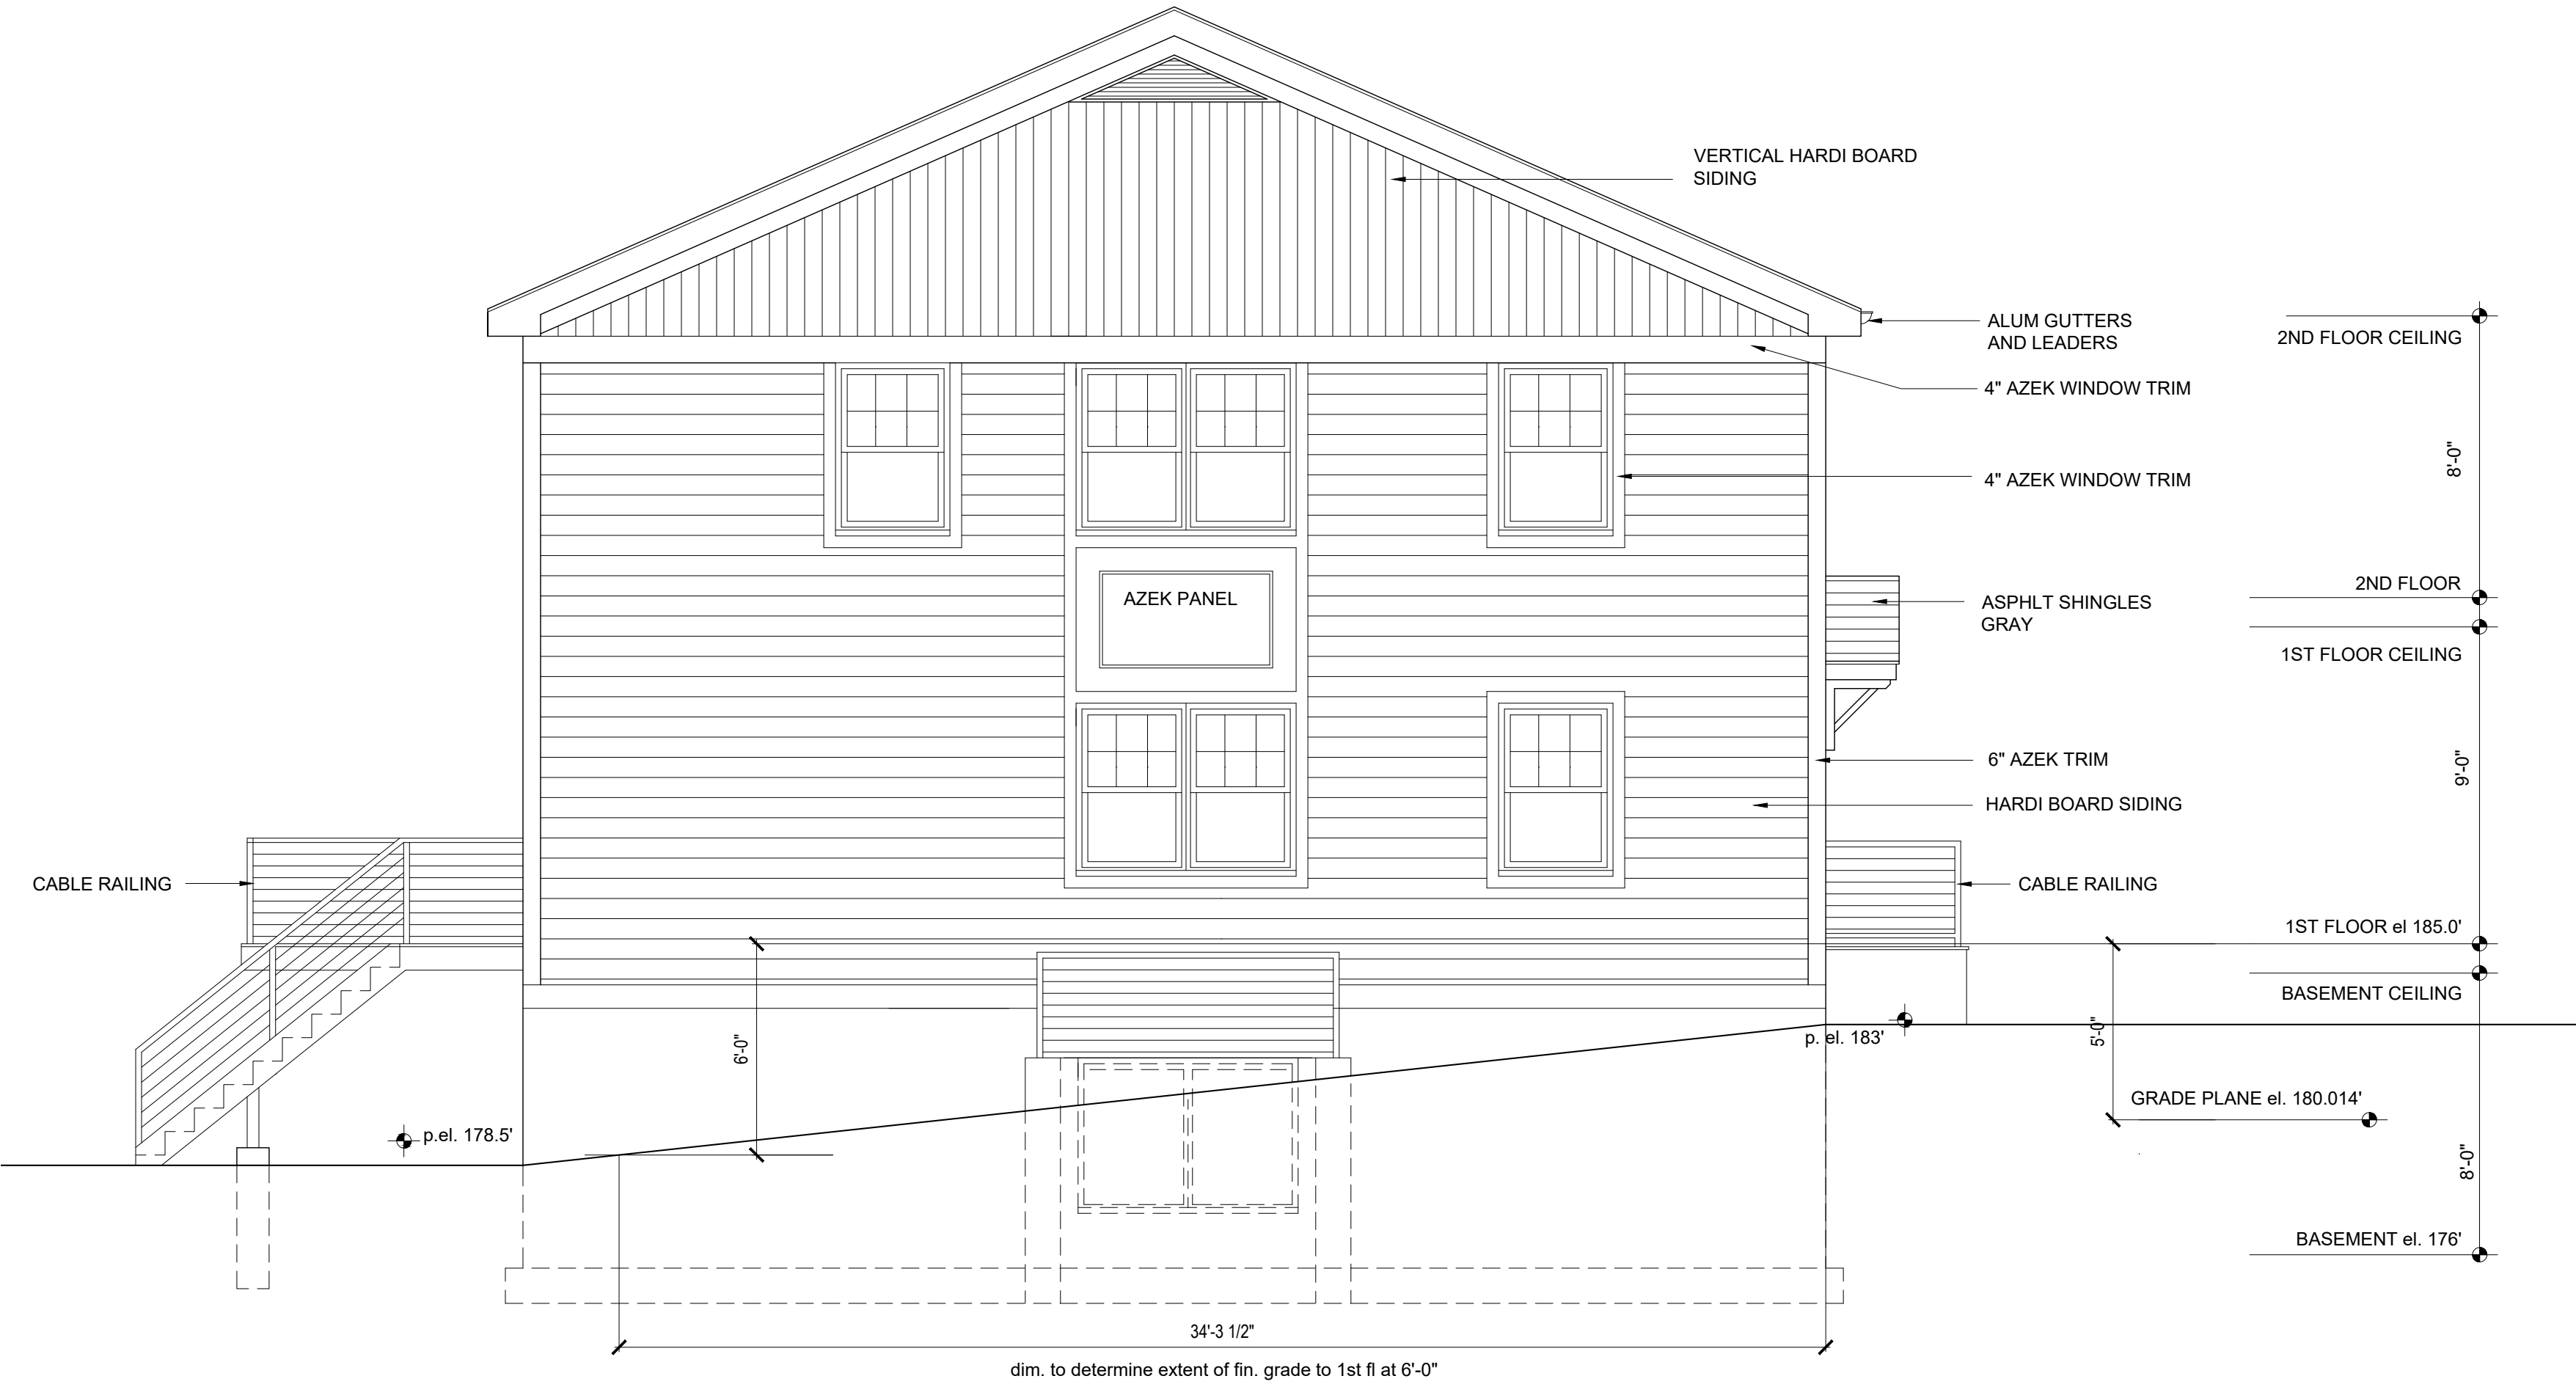 VERTICAL HARDI BOARD
SIDING
ALUM GUTTERS
AND LEADERS
2ND FLOOR CEILING
4" AZEK WINDOW TRIM
8'-0"
4" AZEK WINDOW TRIM
2ND FLOOR
AZEK PANEL
ASPHLT SHINGLES
GRAY
1ST FLOOR CEILING
6" AZEK TRIM
9'-0"
HARDI BOARD SIDING
CABLE RAILING
CABLE RAILING
1ST FLOOR el 185.0'
BASEMENT CEILING
6'-0"
p. el. 183'
5'-0"
GRADE PLANE el. 180.014'
p.el. 178.5'
8'-0"
BASEMENT el. 176'
34'-3 1/2"
dim. to determine extent of fin. grade to 1st fl at 6'-0"